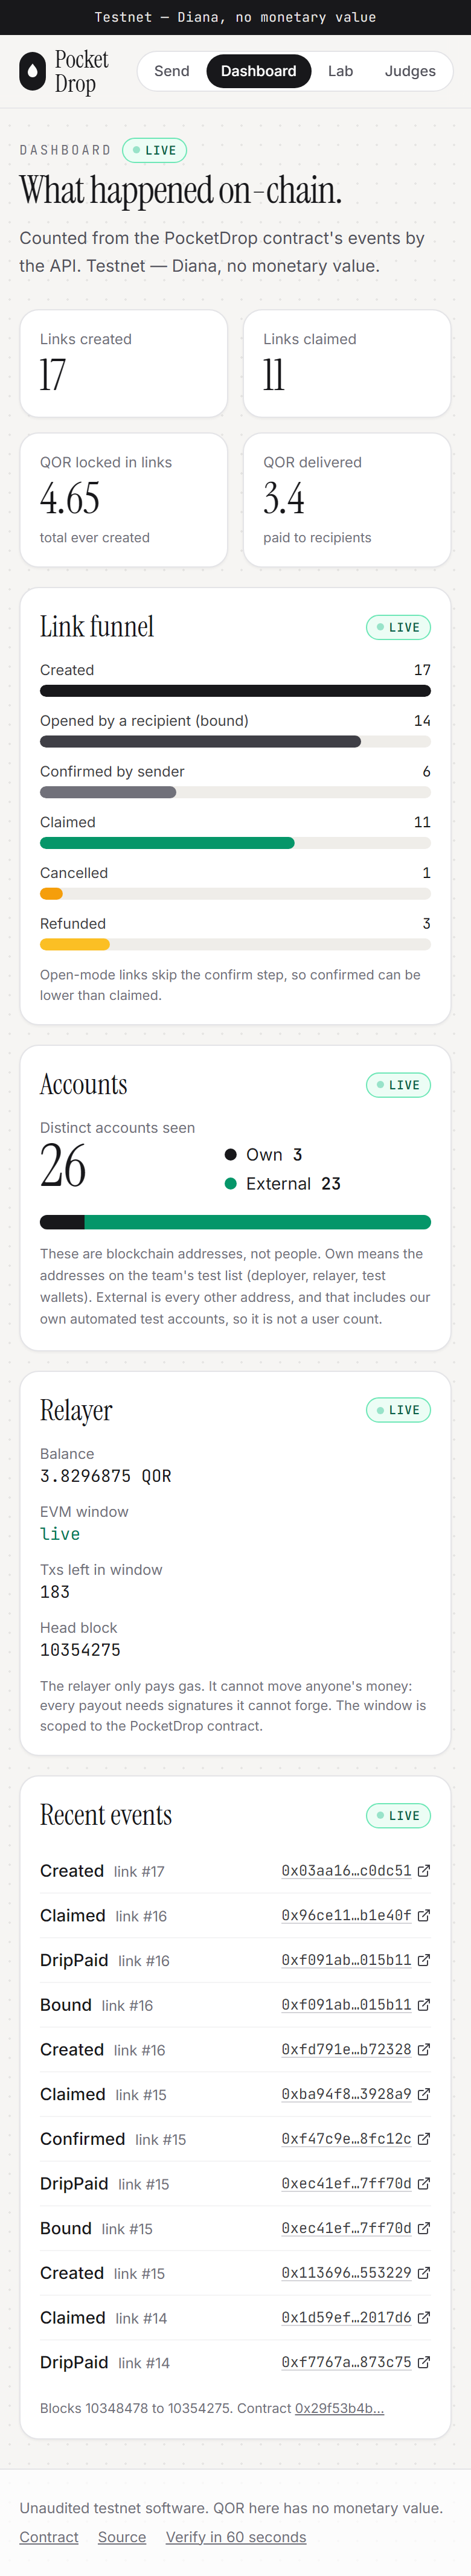 Testnet — Diana, no monetary value
Pocket
Drop
Send
Dashboard
Lab
Judges
DASHBOARD
LIVE
What happened on-chain.
Counted from the PocketDrop contract's events by
the API. Testnet — Diana, no monetary value.
Links created
17
Links claimed
11
QOR locked in links
4.65
total ever created
QOR delivered
3.4
paid to recipients
Link funnel
LIVE
Created 17
Opened by a recipient (bound) 14
Confirmed by sender 6
Claimed 11
Cancelled 1
Refunded 3
Open-mode links skip the confirm step, so confirmed can be
lower than claimed.
Accounts
LIVE
Distinct accounts seen
26
Own 3
External 23
These are blockchain addresses, not people. Own means the
addresses on the team's test list (deployer, relayer, test
wallets). External is every other address, and that includes our
own automated test accounts, so it is not a user count.
Relayer
LIVE
Balance
3.8296875 QOR
EVM window
live
Txs left in window
183
Head block
10354275
The relayer only pays gas. It cannot move anyone's money:
every payout needs signatures it cannot forge. The window is
scoped to the PocketDrop contract.
Recent events
LIVE
Created link #17 0x03aa16…c0dc51
Claimed link #16 0x96ce11…b1e40f
DripPaid link #16 0xf091ab…015b11
Bound link #16 0xf091ab…015b11
Created link #16 0xfd791e…b72328
Claimed link #15 0xba94f8…3928a9
Confirmed link #15 0xf47c9e…8fc12c
DripPaid link #15 0xec41ef…7ff70d
Bound link #15 0xec41ef…7ff70d
Created link #15 0x113696…553229
Claimed link #14 0x1d59ef…2017d6
DripPaid link #14 0xf7767a…873c75
Blocks 10348478 to 10354275. Contract 0x29f53b4b…
Unaudited testnet software. QOR here has no monetary value.
Contract
Source
Verify in 60 seconds